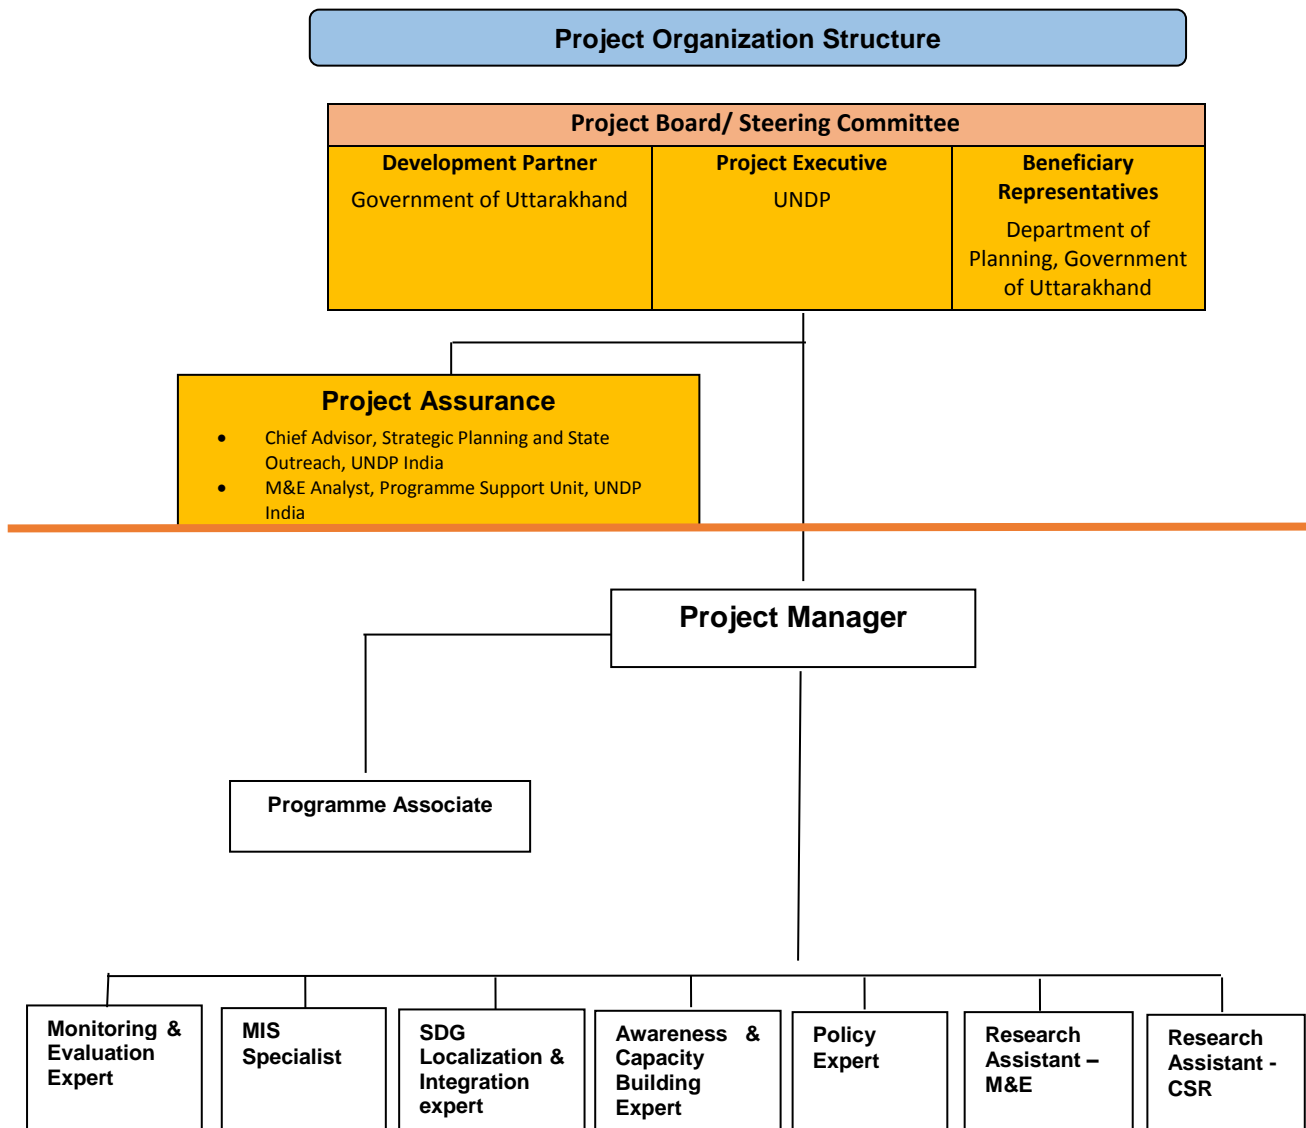 Project Organization Structure
Project Board/ Steering Committee
Development Partner
Government of Uttarakhand
Project Executive
UNDP
Beneficiary
Representatives
Department of
Planning, Government
of Uttarakhand
Project Assurance
• Chief Advisor, Strategic Planning and State
Outreach, UNDP India
• M&E Analyst, Programme Support Unit, UNDP
India
Project Manager
Programme Associate
Monitoring &
Evaluation
Expert
MIS
Specialist
SDG
Localization &
Integration
expert
Awareness &
Capacity
Building
Expert
Policy
Expert
Research
Assistant –
M&E
Research
Assistant -
CSR